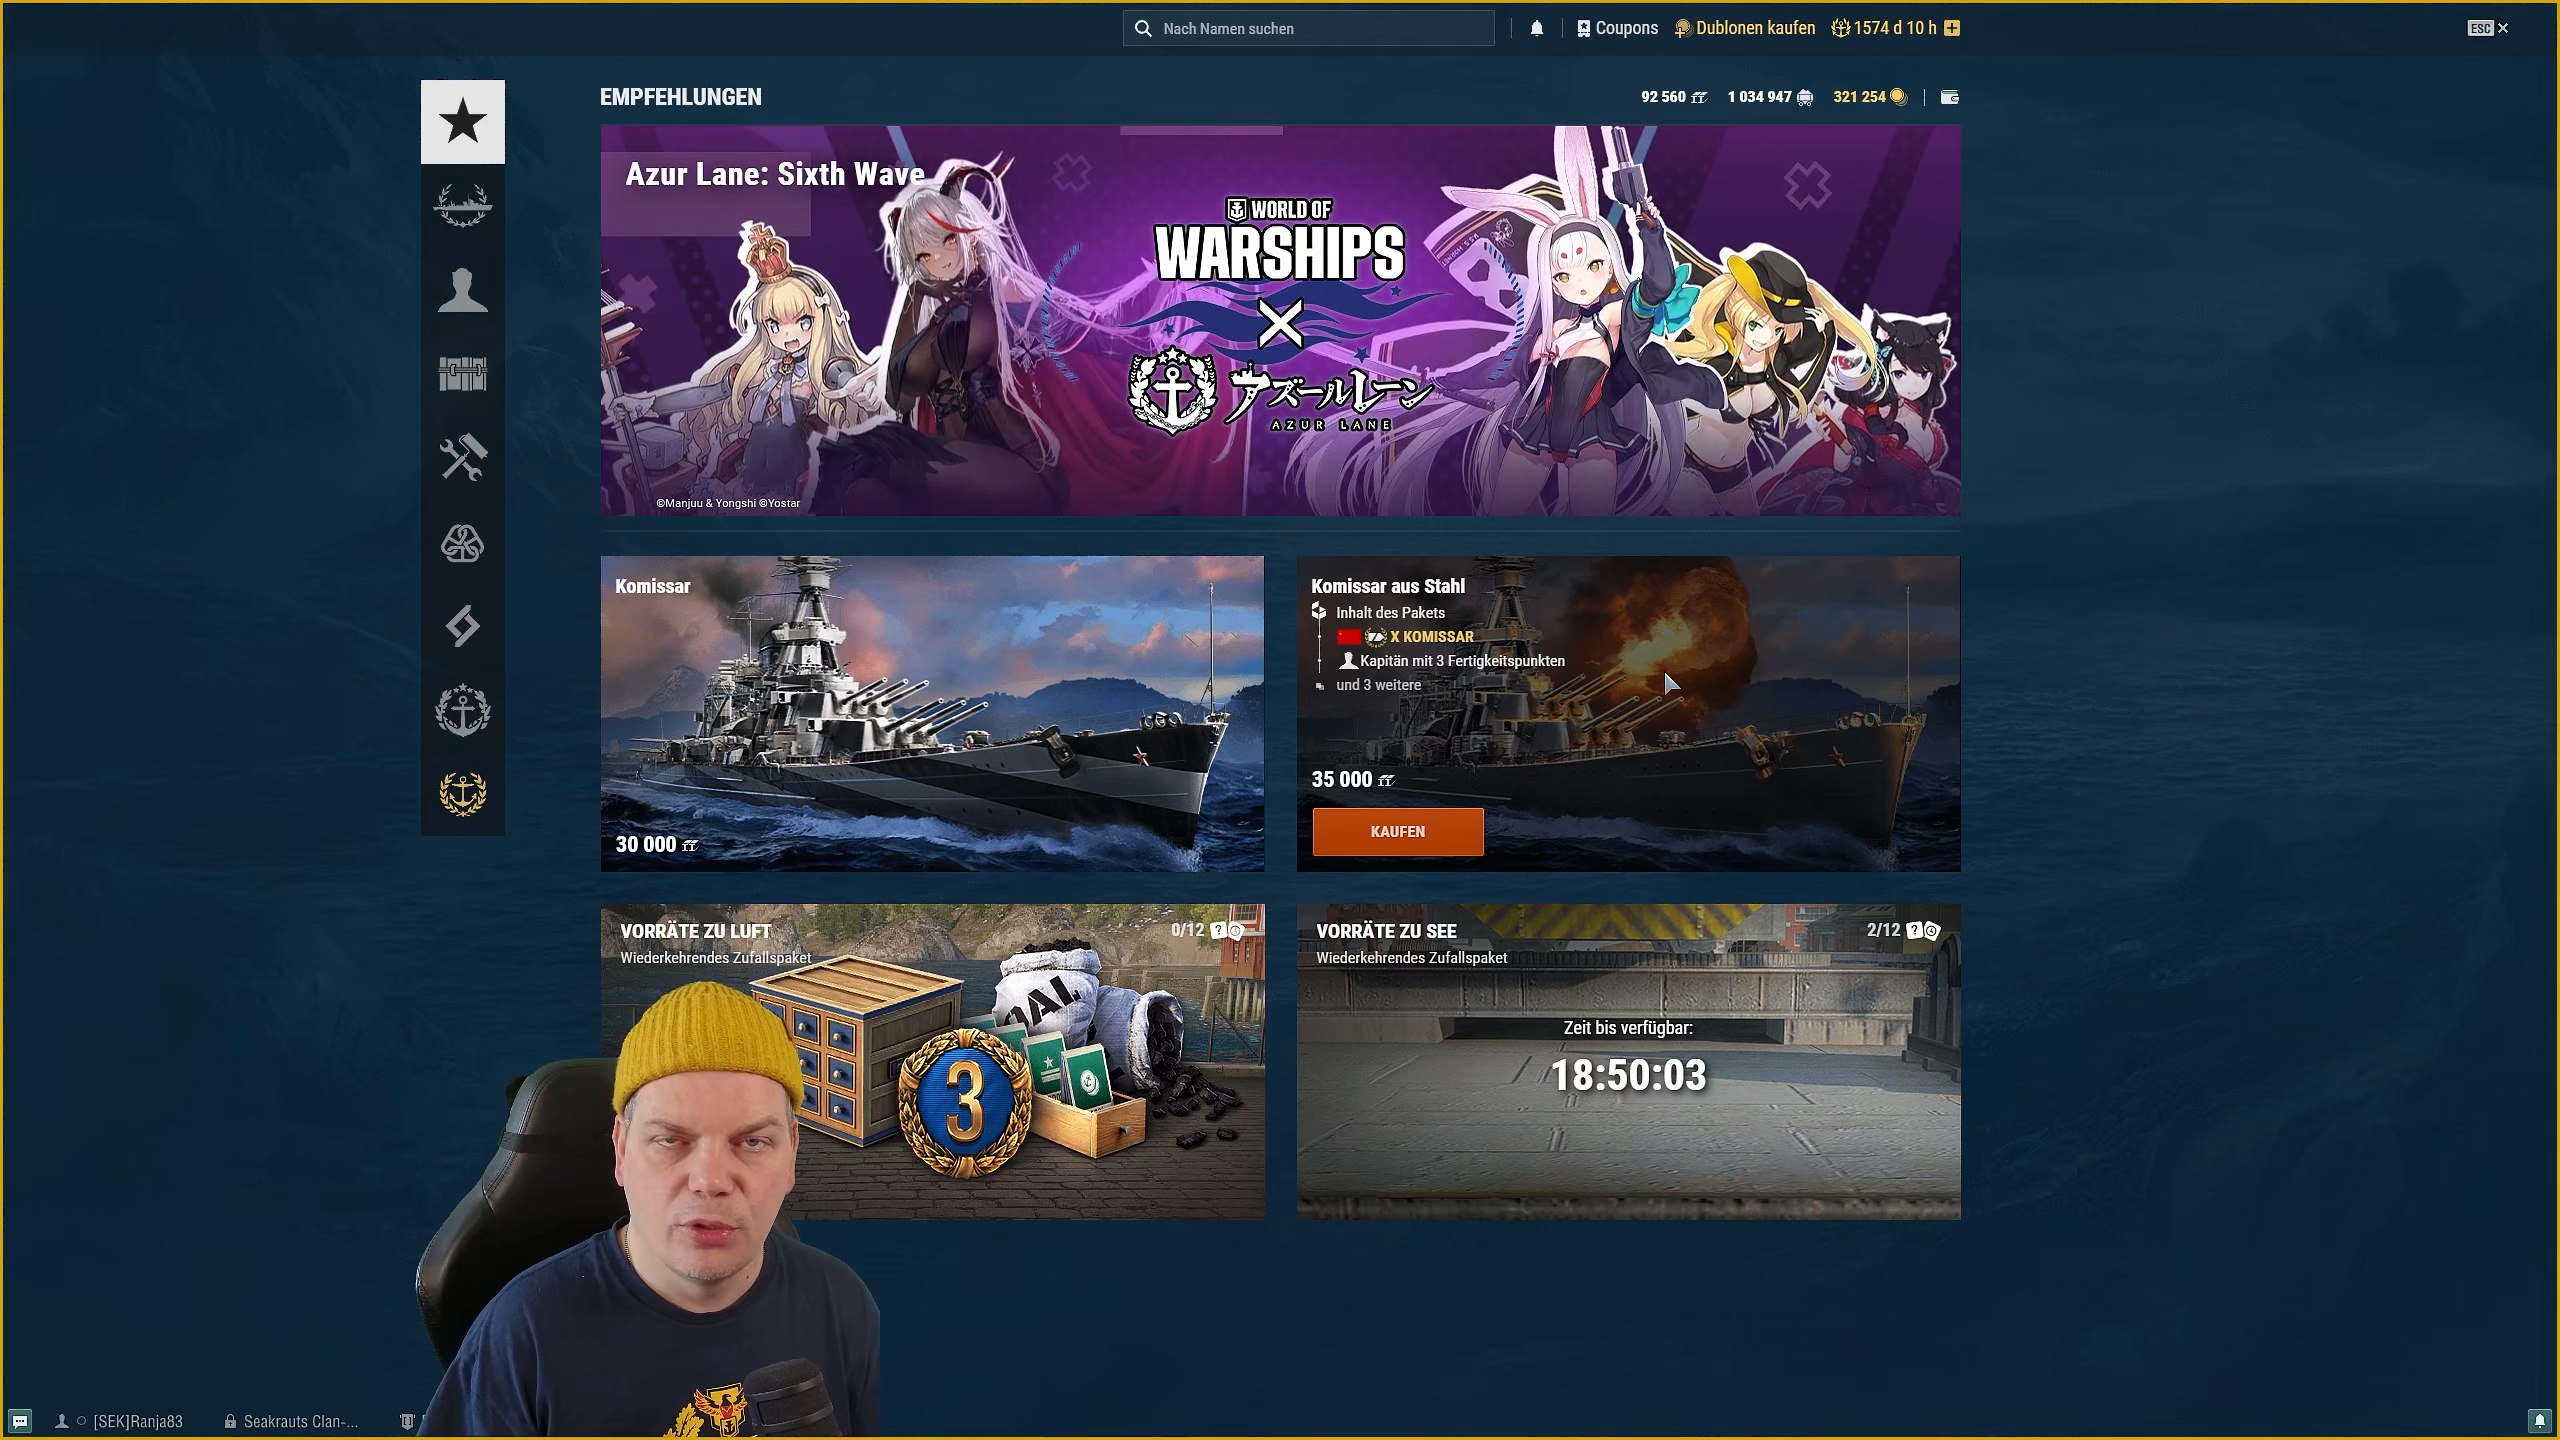 Nach Namen suchen
Coupons
Dublonen kaufen
1574 d 10 h
ESC
EMPFEHLUNGEN
92 560
1 034 947
321 254
Azur Lane: Sixth Wave
WORLD OF
WARSHIPS
X
アズールレーン
AZUR LANE
©Manjuu & Yongshi ©Yostar
Komissar
30 000
Komissar aus Stahl
Inhalt des Pakets
X KOMISSAR
Kapitän mit 3 Fertigkeitspunkten
und 3 weitere
35 000
KAUFEN
VORRÄTE ZU LUFT
0/12
Wiederkehrendes Zufallspaket
3
VORRÄTE ZU SEE
2/12
Wiederkehrendes Zufallspaket
Zeit bis verfügbar:
18:50:03
[SEK]Ranja83
Seakrauts Clan-...